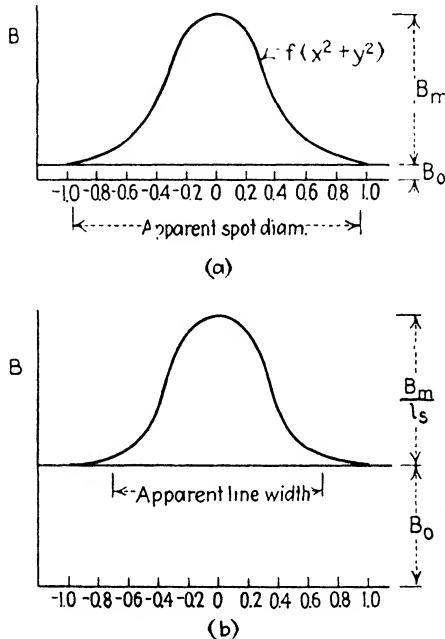 B
f(x² + y²)
Bm
B₀
-1.0 -0.8 -0.6 -0.4 -0.2 0 0.2 0.4 0.6 0.8 1.0
Apparent spot diam.
(a)
B
Bm
ls
Apparent line width
B₀
-1.0 -0.8 -0.6 -0.4 -0.2 0 0.2 0.4 0.6 0.8 1.0
(b)